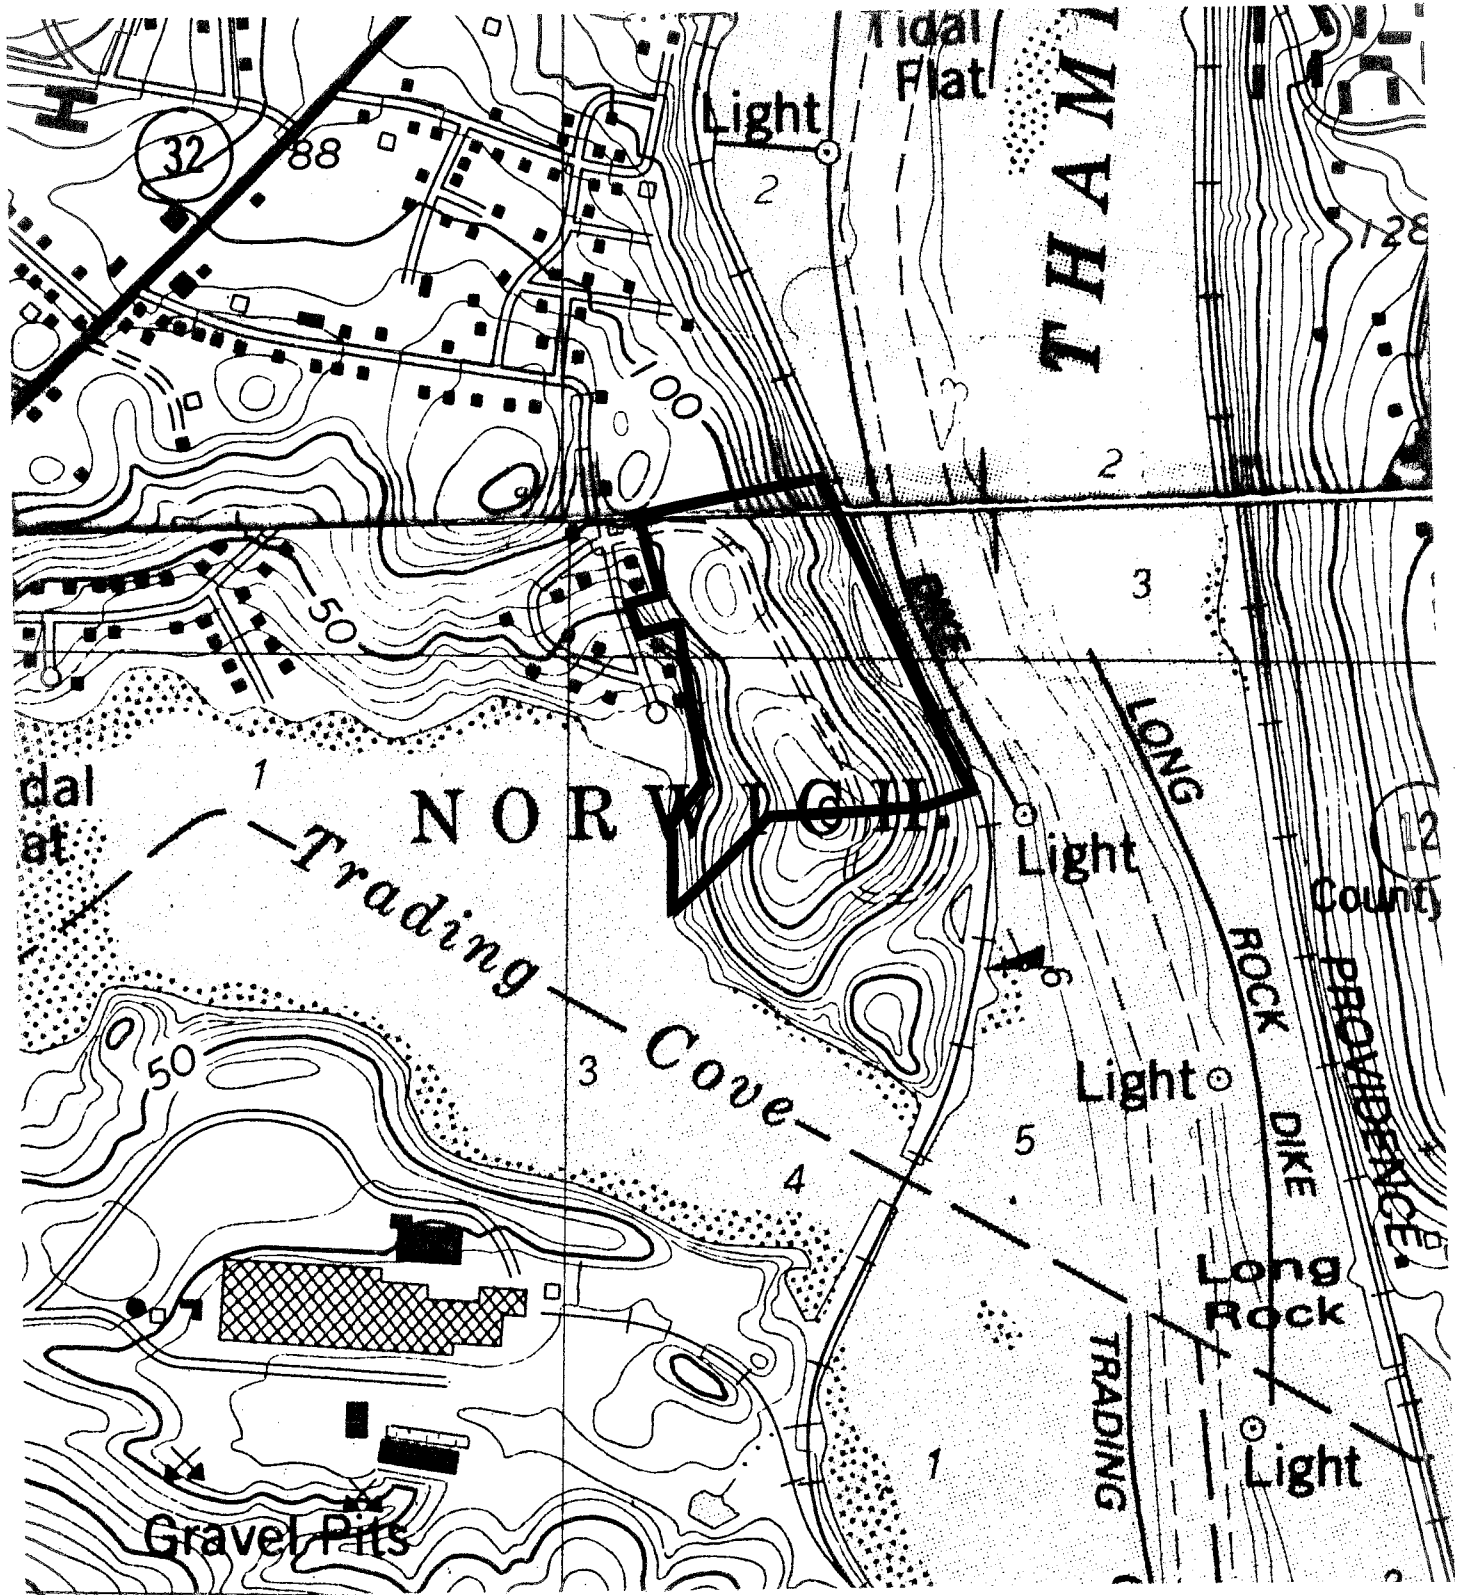 Tidal
Flat
Light
32
88
2
THAM
128
100
2
3
50
dal
at
1
NORWICH
LONG
12
Light
County
Trading
Cove
ROCK
DIKE
PROVIDENCE
6
50
3
Light
5
4
Long
Rock
TRADING
1
Light
Gravel Pits